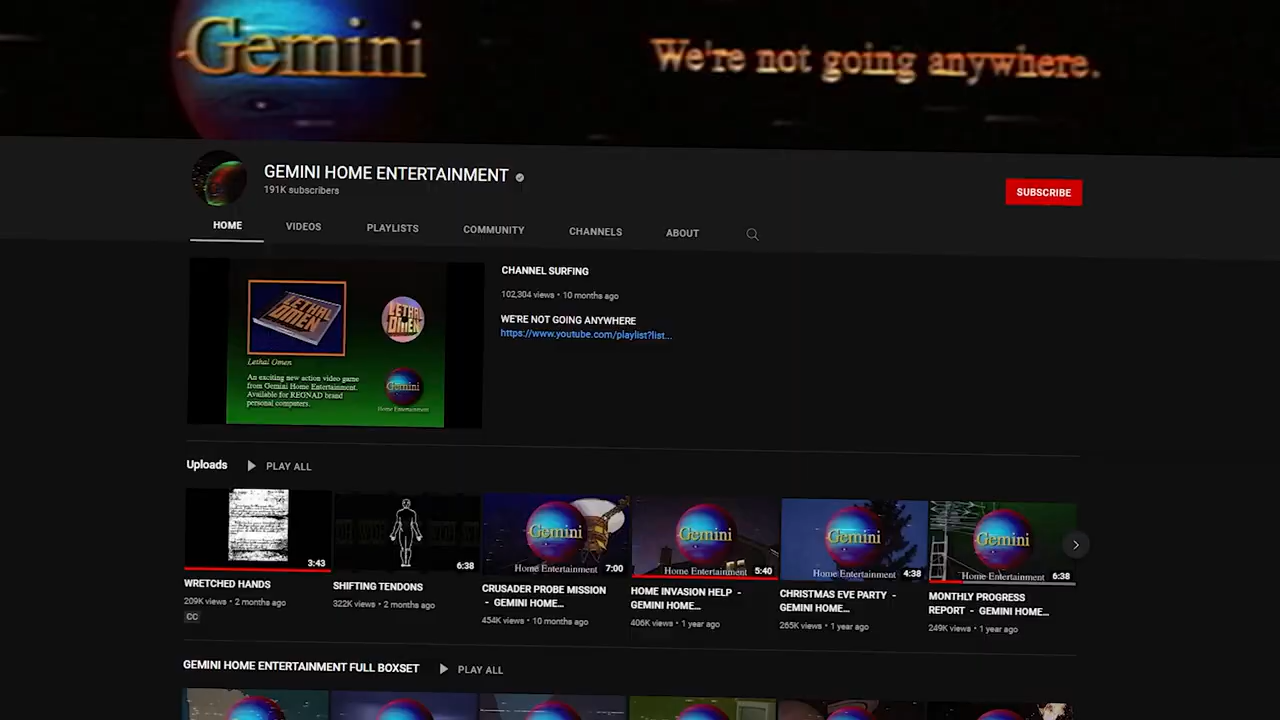 Gemini
We're not going anywhere.
GEMINI HOME ENTERTAINMENT
191K subscribers
SUBSCRIBE
HOME
VIDEOS
PLAYLISTS
COMMUNITY
CHANNELS
ABOUT
LETHAL
OMEN
LETHAL
OMEN
Lethal Omen
An exciting new action video game
from Gemini Home Entertainment.
Available for REGNAD brand
personal computers.
Gemini
Home Entertainment
CHANNEL SURFING
102,304 views • 10 months ago
WE'RE NOT GOING ANYWHERE
https://www.youtube.com/playlist?list...
Uploads
PLAY ALL
3:43
WRETCHED HANDS
209K views • 2 months ago
CC
6:38
SHIFTING TENDONS
322K views • 2 months ago
Gemini
Home Entertainment
7:00
CRUSADER PROBE MISSION
- GEMINI HOME...
454K views • 10 months ago
Gemini
Home Entertainment
5:40
HOME INVASION HELP -
GEMINI HOME...
406K views • 1 year ago
Gemini
Home Entertainment
4:38
CHRISTMAS EVE PARTY -
GEMINI HOME...
265K views • 1 year ago
Gemini
Home Entertainment
6:38
MONTHLY PROGRESS
REPORT - GEMINI HOME...
249K views • 1 year ago
GEMINI HOME ENTERTAINMENT FULL BOXSET
PLAY ALL